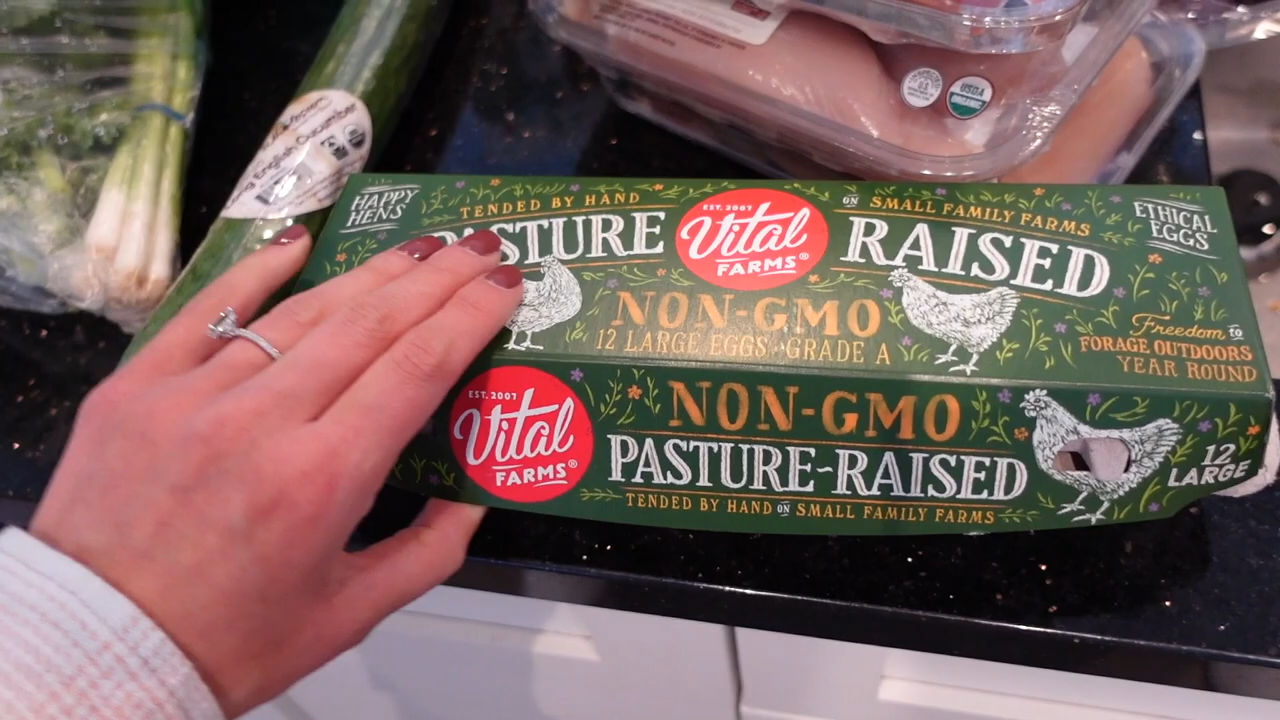 USDA
ORGANIC
English Cucumber
HAPPY
HENS
TENDED BY HAND
ON SMALL FAMILY FARMS
ETHICAL
EGGS
EST. 2007
Vital
FARMS®
RAISED
NON-GMO
12 LARGE EGGS · GRADE A
Freedom to
FORAGE OUTDOORS
YEAR ROUND
EST. 2007
Vital
FARMS®
NON-GMO
PASTURE-RAISED
TENDED BY HAND ON SMALL FAMILY FARMS
12
LARGE